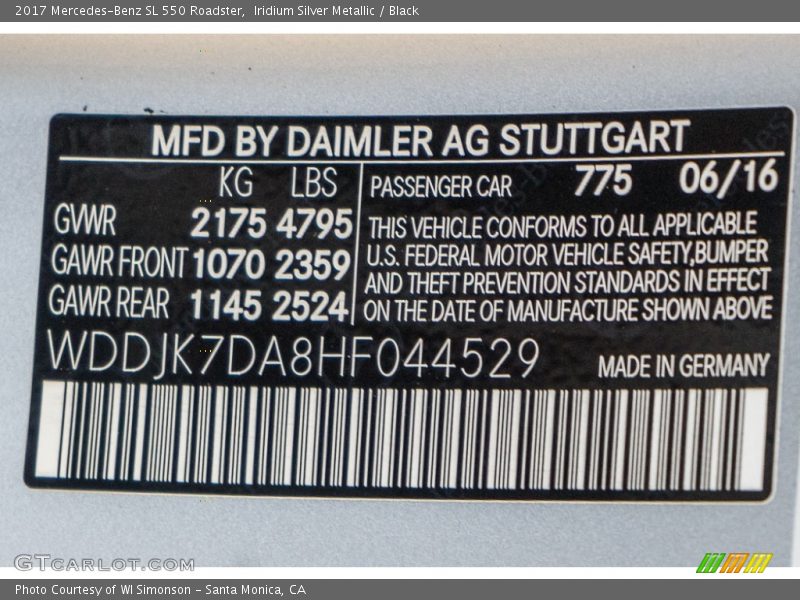 2017 Mercedes-Benz SL 550 Roadster,  Iridium Silver Metallic / Black
MFD BY DAIMLER AG STUTTGART
KG LBS
GVWR 2175 4795
GAWR FRONT 1070 2359
GAWR REAR 1145 2524
PASSENGER CAR 775 06/16
THIS VEHICLE CONFORMS TO ALL APPLICABLE
U.S. FEDERAL MOTOR VEHICLE SAFETY,BUMPER
AND THEFT PREVENTION STANDARDS IN EFFECT
ON THE DATE OF MANUFACTURE SHOWN ABOVE
WDDJK7DA8HF044529
MADE IN GERMANY
GTCARLOT.COM
Photo Courtesy of WI Simonson - Santa Monica, CA